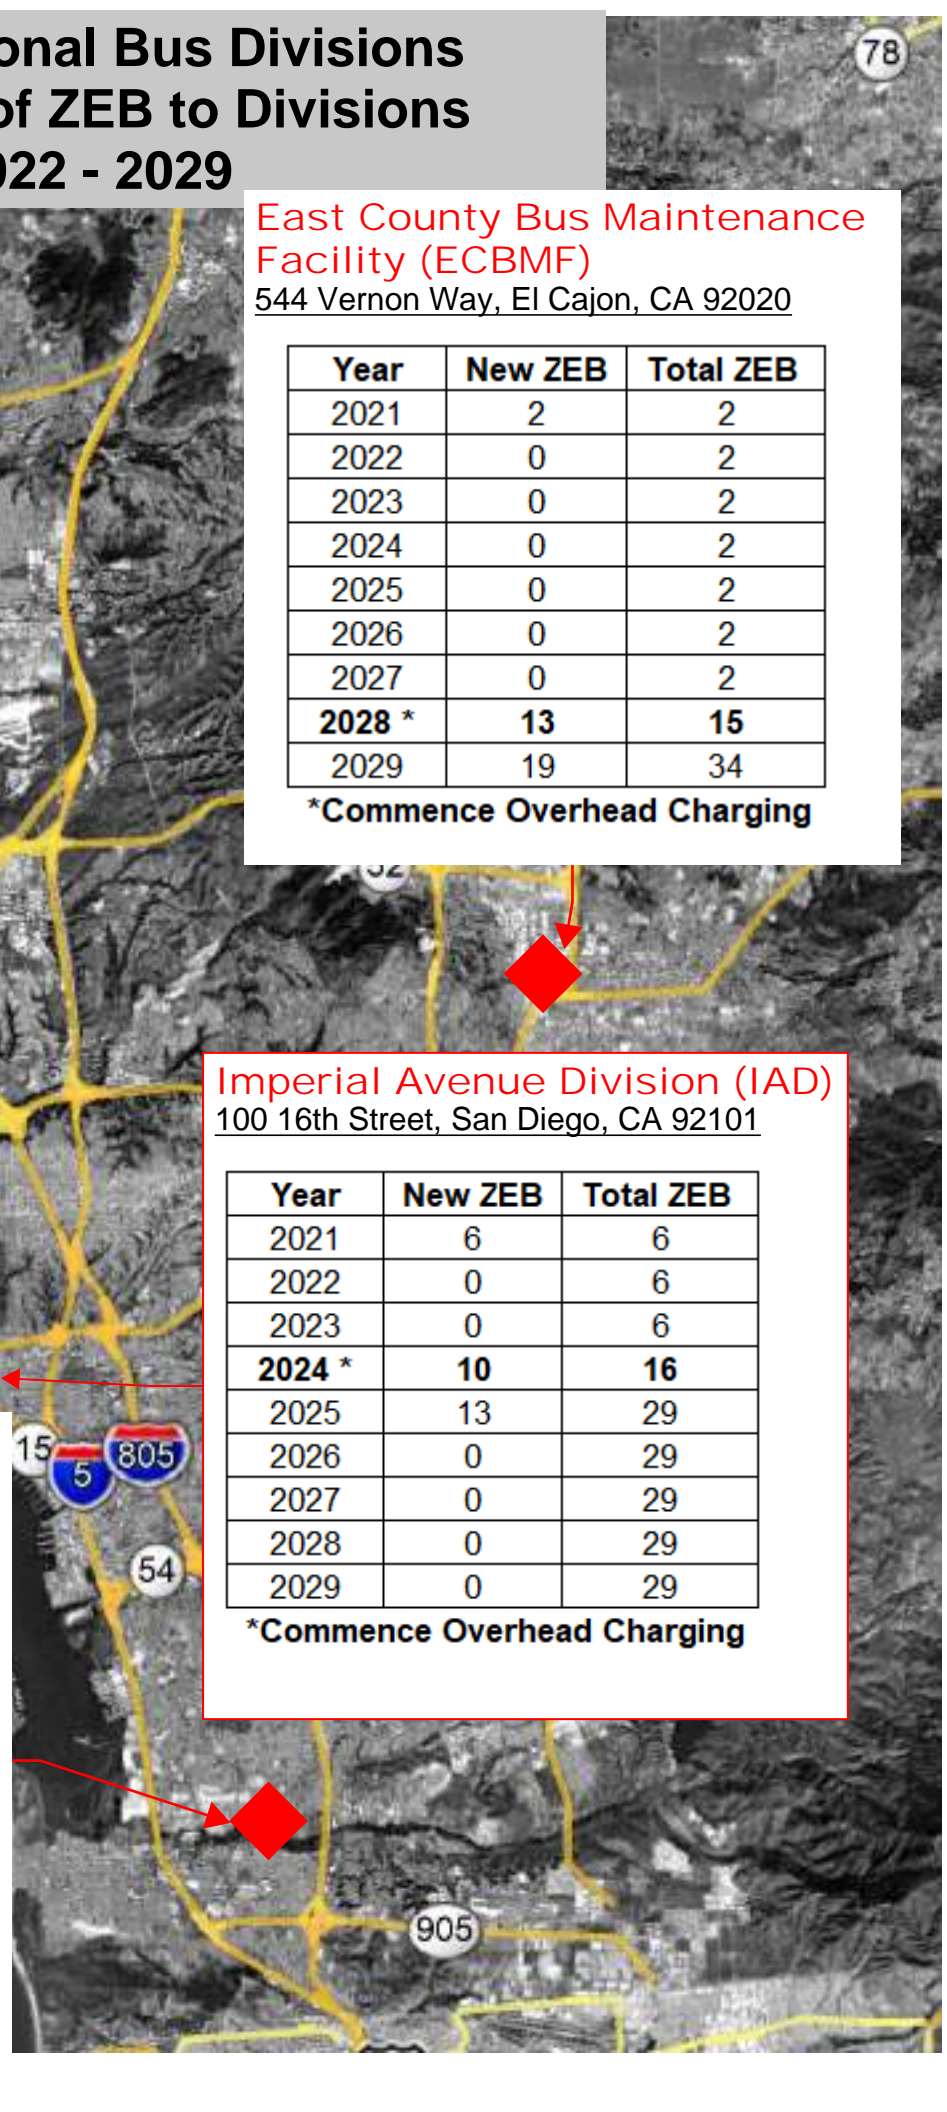 onal Bus Divisions
of ZEB to Divisions
022 - 2029
78
East County Bus Maintenance
Facility (ECBMF)
544 Vernon Way, El Cajon, CA 92020
Year New ZEB Total ZEB
2021 2 2
2022 0 2
2023 0 2
2024 0 2
2025 0 2
2026 0 2
2027 0 2
2028 * 13 15
2029 19 34
*Commence Overhead Charging
52
Imperial Avenue Division (IAD)
100 16th Street, San Diego, CA 92101
Year New ZEB Total ZEB
2021 6 6
2022 0 6
2023 0 6
2024 * 10 16
2025 13 29
2026 0 29
2027 0 29
2028 0 29
2029 0 29
*Commence Overhead Charging
15
5
805
54
905